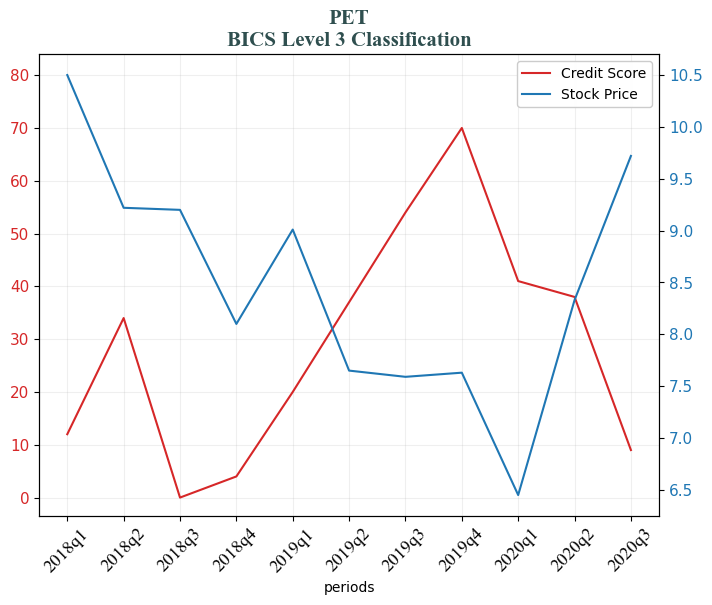 PET
BICS Level 3 Classification
Credit Score
Stock Price
80
70
60
50
40
30
20
10
0
10.5
10.0
9.5
9.0
8.5
8.0
7.5
7.0
6.5
2018q1
2018q2
2018q3
2018q4
2019q1
2019q2
2019q3
2019q4
2020q1
2020q2
2020q3
periods